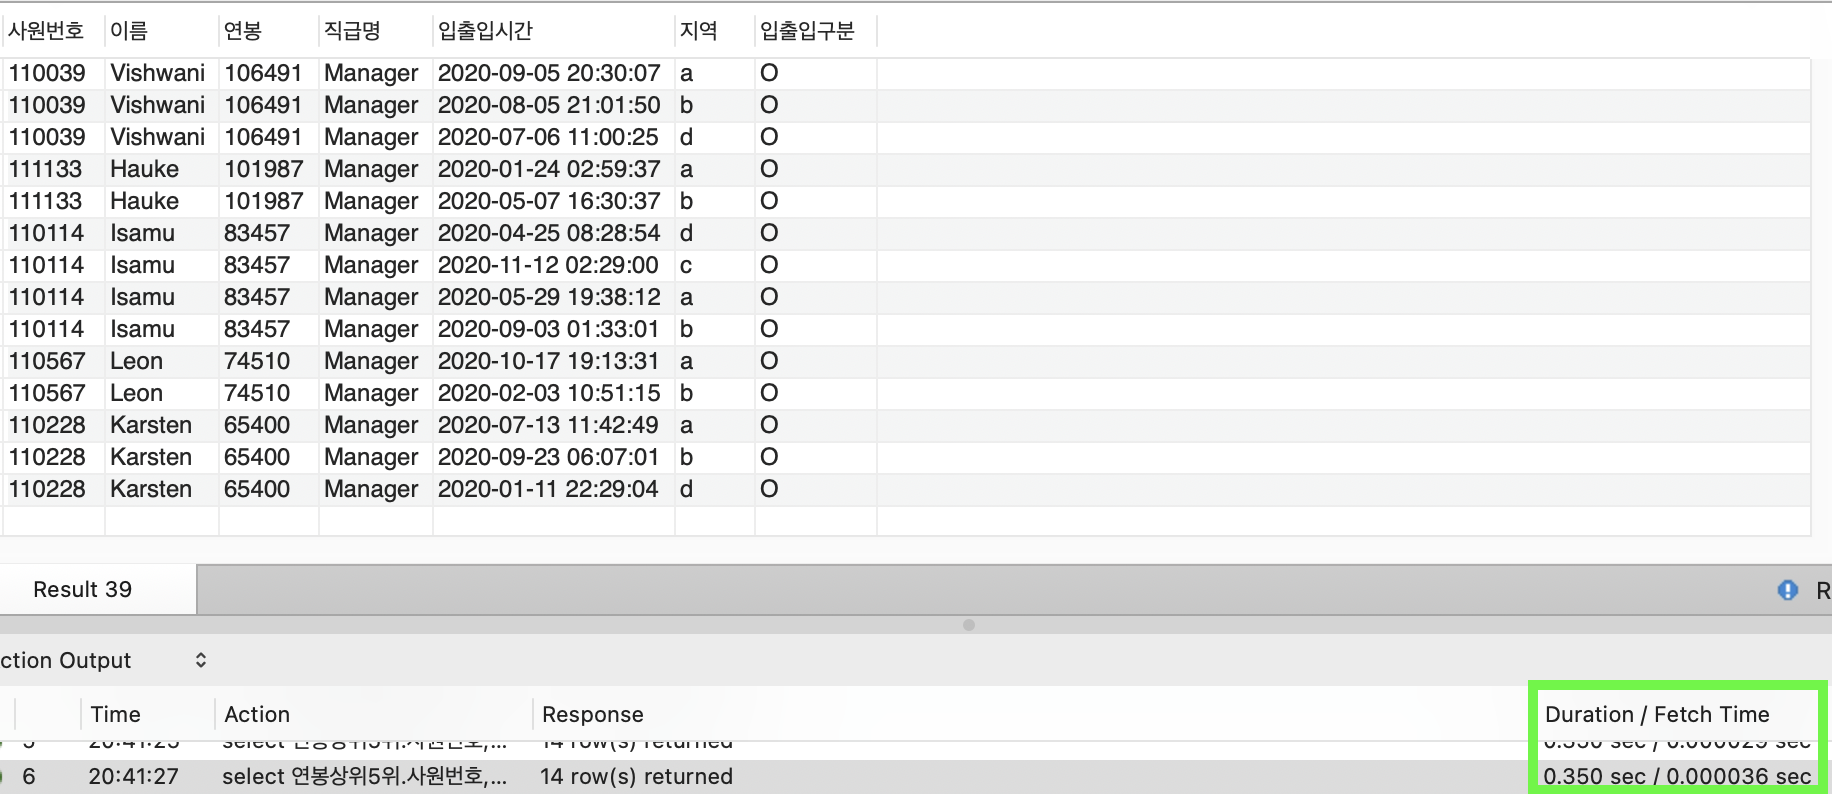 사원번호 이름 연봉 직급명 입출입시간 지역 입출입구분
110039 Vishwani 106491 Manager 2020-09-05 20:30:07 a O
110039 Vishwani 106491 Manager 2020-08-05 21:01:50 b O
110039 Vishwani 106491 Manager 2020-07-06 11:00:25 d O
111133 Hauke 101987 Manager 2020-01-24 02:59:37 a O
111133 Hauke 101987 Manager 2020-05-07 16:30:37 b O
110114 Isamu 83457 Manager 2020-04-25 08:28:54 d O
110114 Isamu 83457 Manager 2020-11-12 02:29:00 c O
110114 Isamu 83457 Manager 2020-05-29 19:38:12 a O
110114 Isamu 83457 Manager 2020-09-03 01:33:01 b O
110567 Leon 74510 Manager 2020-10-17 19:13:31 a O
110567 Leon 74510 Manager 2020-02-03 10:51:15 b O
110228 Karsten 65400 Manager 2020-07-13 11:42:49 a O
110228 Karsten 65400 Manager 2020-09-23 06:07:01 b O
110228 Karsten 65400 Manager 2020-01-11 22:29:04 d O
Result 39 R
ction Output
Time Action Response Duration / Fetch Time
select 연봉상위5위.사원번호,... 14 row(s) returned
6 20:41:27 select 연봉상위5위.사원번호,... 14 row(s) returned 0.350 sec / 0.000036 sec